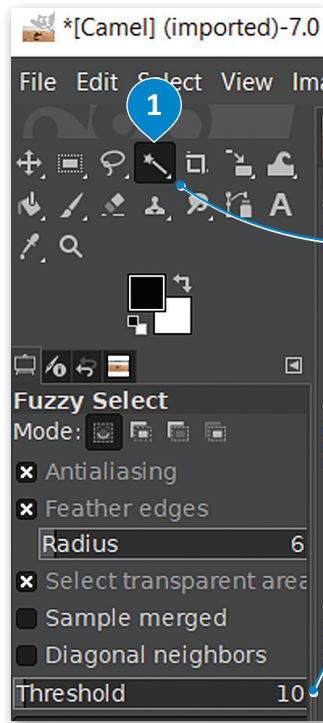 *[Camel] (imported)-7.0
File Edit Select View Ima
1
A
Fuzzy Select
Mode:
Antialiasing
Feather edges
Radius 6
Select transparent area
Sample merged
Diagonal neighbors
Threshold 10